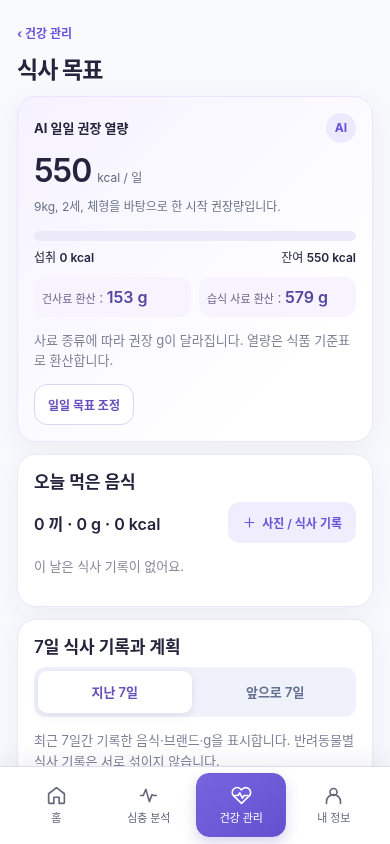 ‹ 건강 관리
식사 목표
AI 일일 권장 열량
AI
550 kcal / 일
9kg, 2세, 체형을 바탕으로 한 시작 권장량입니다.
섭취 0 kcal
잔여 550 kcal
건사료 환산 : 153 g
습식 사료 환산 : 579 g
사료 종류에 따라 권장 g이 달라집니다. 열량은 식품 기준표
로 환산합니다.
일일 목표 조정
오늘 먹은 음식
0 끼 · 0 g · 0 kcal
+ 사진 / 식사 기록
이 날은 식사 기록이 없어요.
7일 식사 기록과 계획
지난 7일
앞으로 7일
최근 7일간 기록한 음식·브랜드·g을 표시합니다. 반려동물별
식사 기록은 서로 섞이지 않습니다.
홈
심층 분석
건강 관리
내 정보